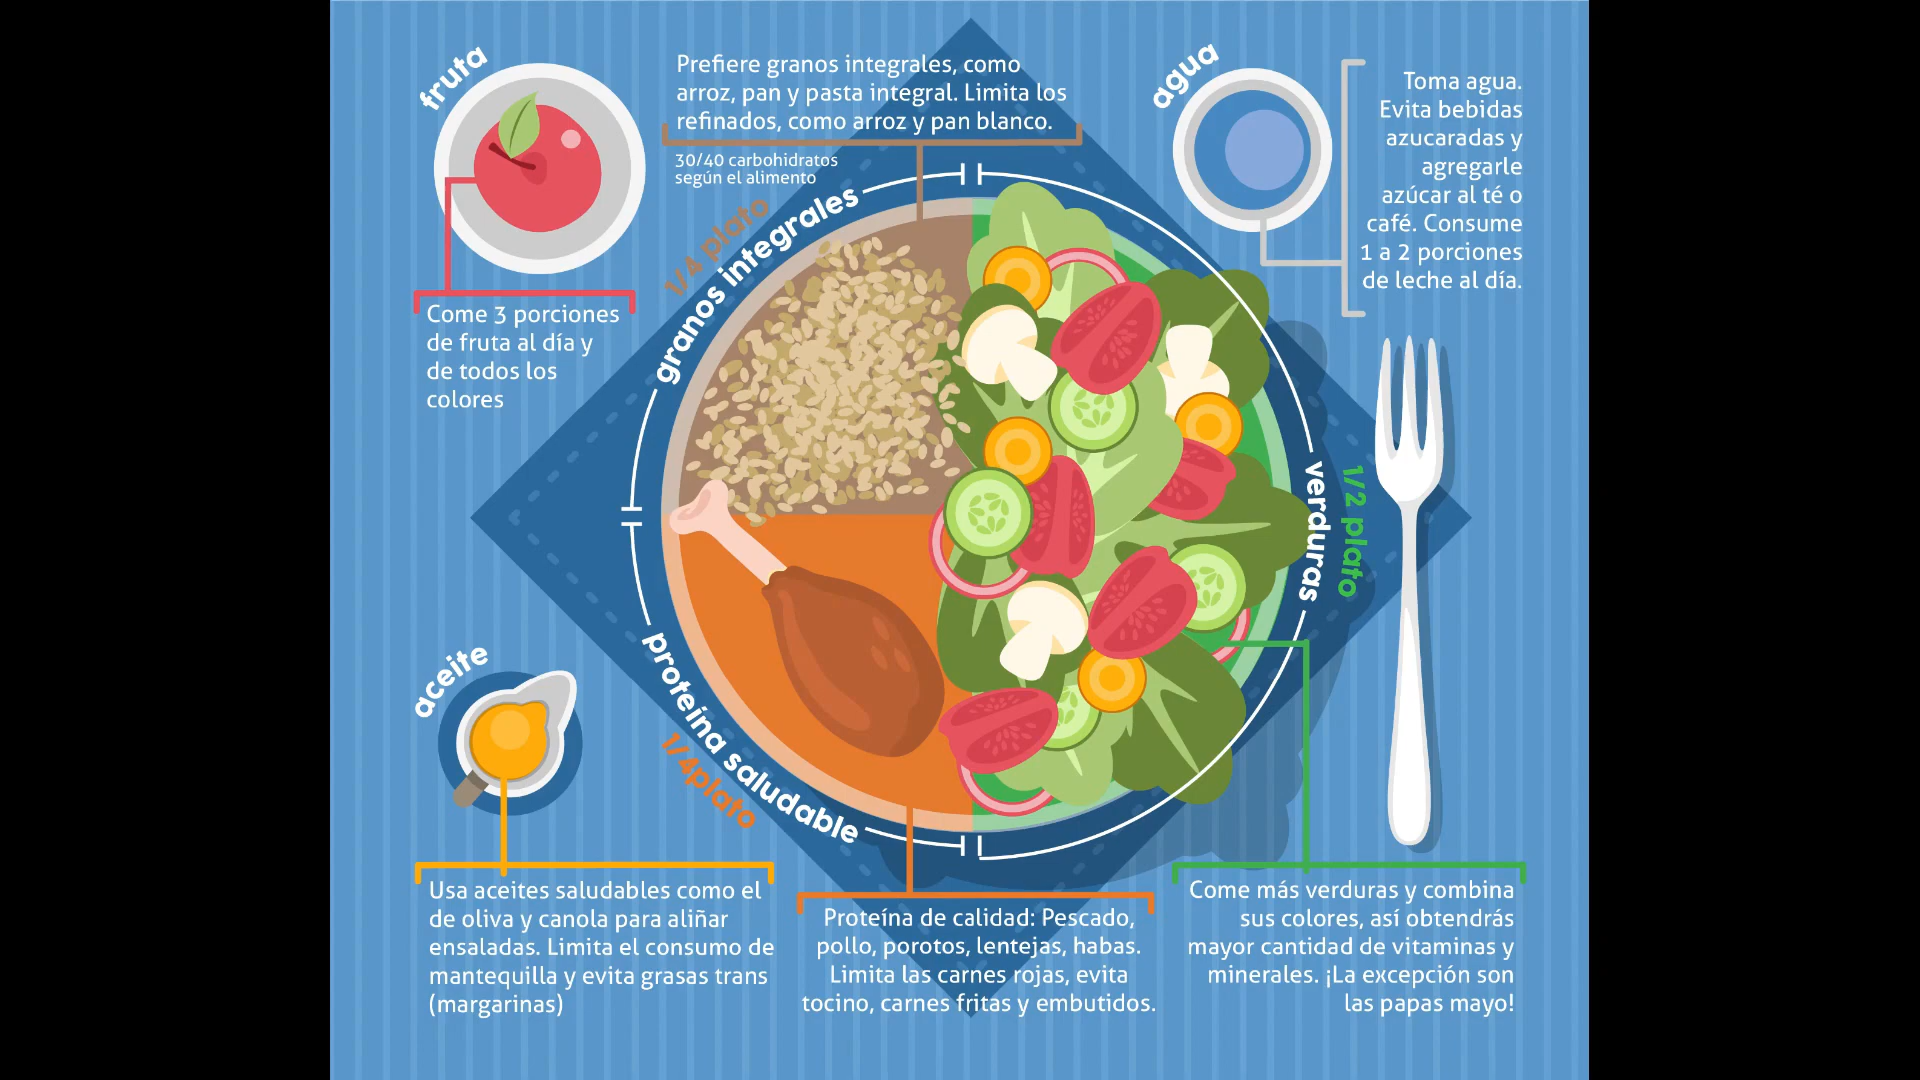 fruta
Come 3 porciones
de fruta al día y
de todos los
colores
Prefiere granos integrales, como
arroz, pan y pasta integral. Limita los
refinados, como arroz y pan blanco.
30/40 carbohidratos
según el alimento
1/4 plato
granos integrales
agua
Toma agua.
Evita bebidas
azucaradas y
agregarle
azúcar al té o
café. Consume
1 a 2 porciones
de leche al día.
verduras
1/2 plato
proteína saludable
1/4plato
aceite
Usa aceites saludables como el
de oliva y canola para aliñar
ensaladas. Limita el consumo de
mantequilla y evita grasas trans
(margarinas)
Proteína de calidad: Pescado,
pollo, porotos, lentejas, habas.
Limita las carnes rojas, evita
tocino, carnes fritas y embutidos.
Come más verduras y combina
sus colores, así obtendrás
mayor cantidad de vitaminas y
minerales. ¡La excepción son
las papas mayo!